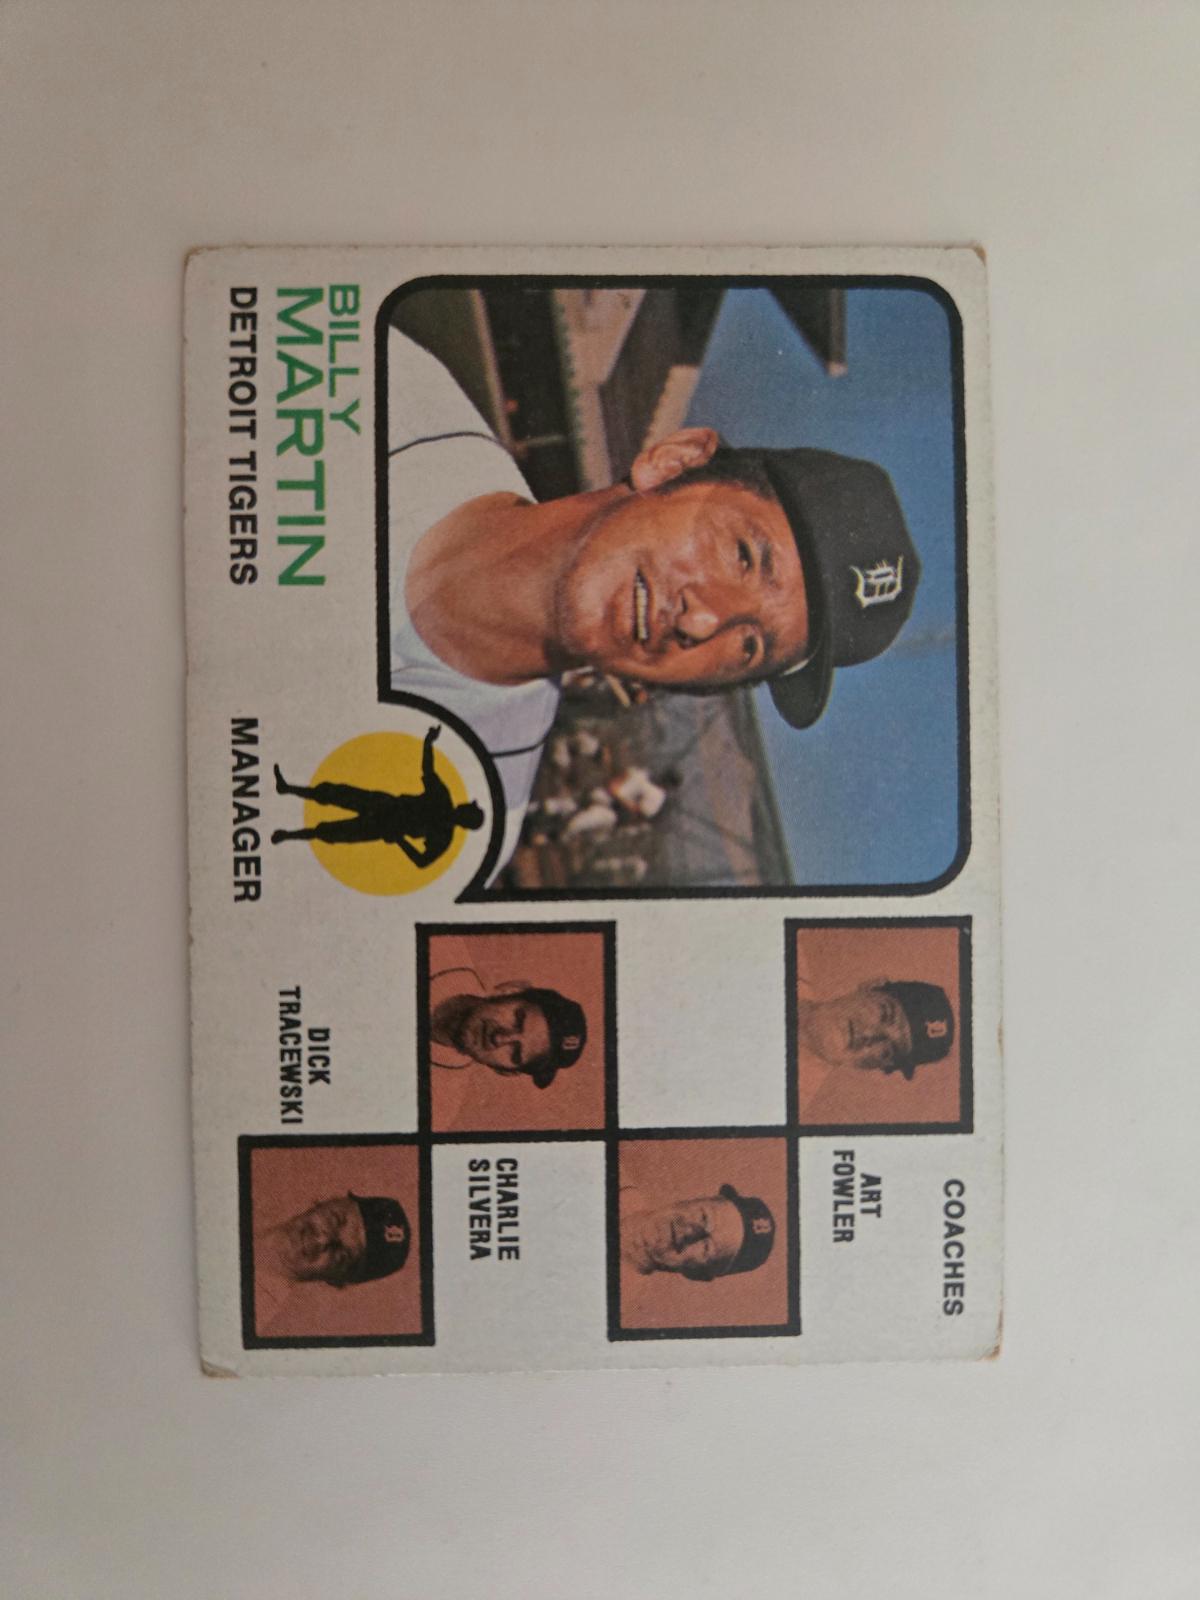 COACHES
ART
FOWLER
CHARLIE
SILVERA
DICK
TRACEWSKI
BILLY
MARTIN
DETROIT TIGERS
MANAGER
D
D
D
D
D